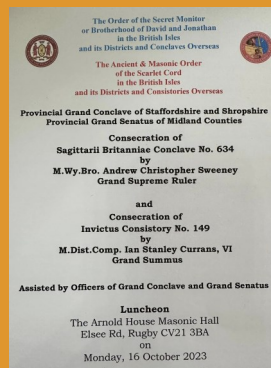 The Order of the Secret Monitor
or Brotherhood of David and Jonathan
in the British Isles
and its Districts and Conclaves Overseas
The Ancient & Masonic Order
of the Scarlet Cord
in the British Isles
and its Districts and Consistories Overseas
Provincial Grand Conclave of Staffordshire and Shropshire
Provincial Grand Senatus of Midland Counties
Consecration of
Sagittarii Britanniae Conclave No. 634
by
M.Wy.Bro. Andrew Christopher Sweeney
Grand Supreme Ruler
and
Consecration of
Invictus Consistory No. 149
by
M.Dist.Comp. Ian Stanley Currans, VI
Grand Summus
Assisted by Officers of Grand Conclave and Grand Senatus
Luncheon
The Arnold House Masonic Hall
Elsee Rd, Rugby CV21 3BA
on
Monday, 16 October 2023